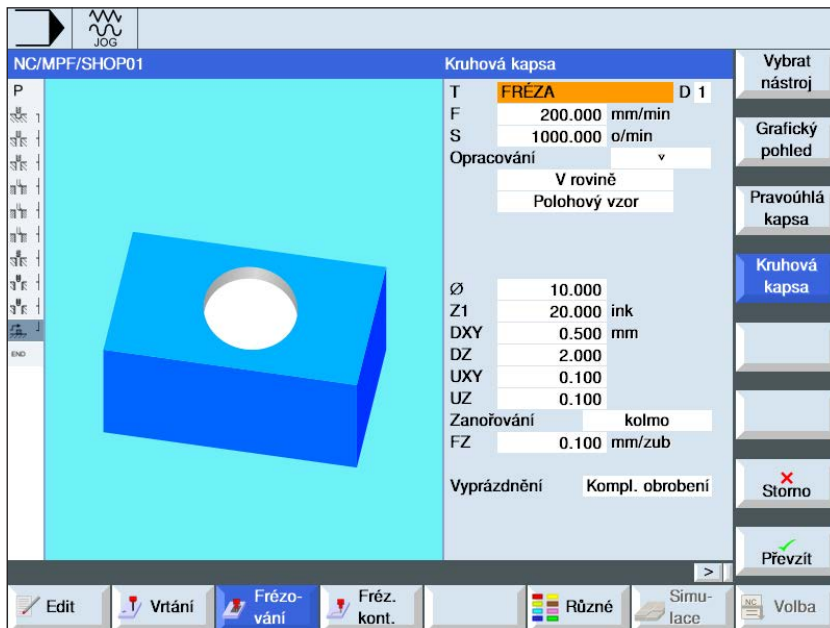 JOG
NC/MPF/SHOP01
Kruhová kapsa
P
END
T FRÉZA D 1
F 200.000 mm/min
S 1000.000 o/min
Opracování v
V rovině
Polohový vzor
Ø 10.000
Z1 20.000 ink
DXY 0.500 mm
DZ 2.000
UXY 0.100
UZ 0.100
Zanořování kolmo
FZ 0.100 mm/zub
Vyprázdnění Kompl. obrobení
Vybrat
nástroj
Grafický
pohled
Pravoúhlá
kapsa
Kruhová
kapsa
Storno
Převzít
>
Edit
Vrtání
Frézo-
vání
Fréz.
kont.
Různé
Simu-
lace
NC
Volba